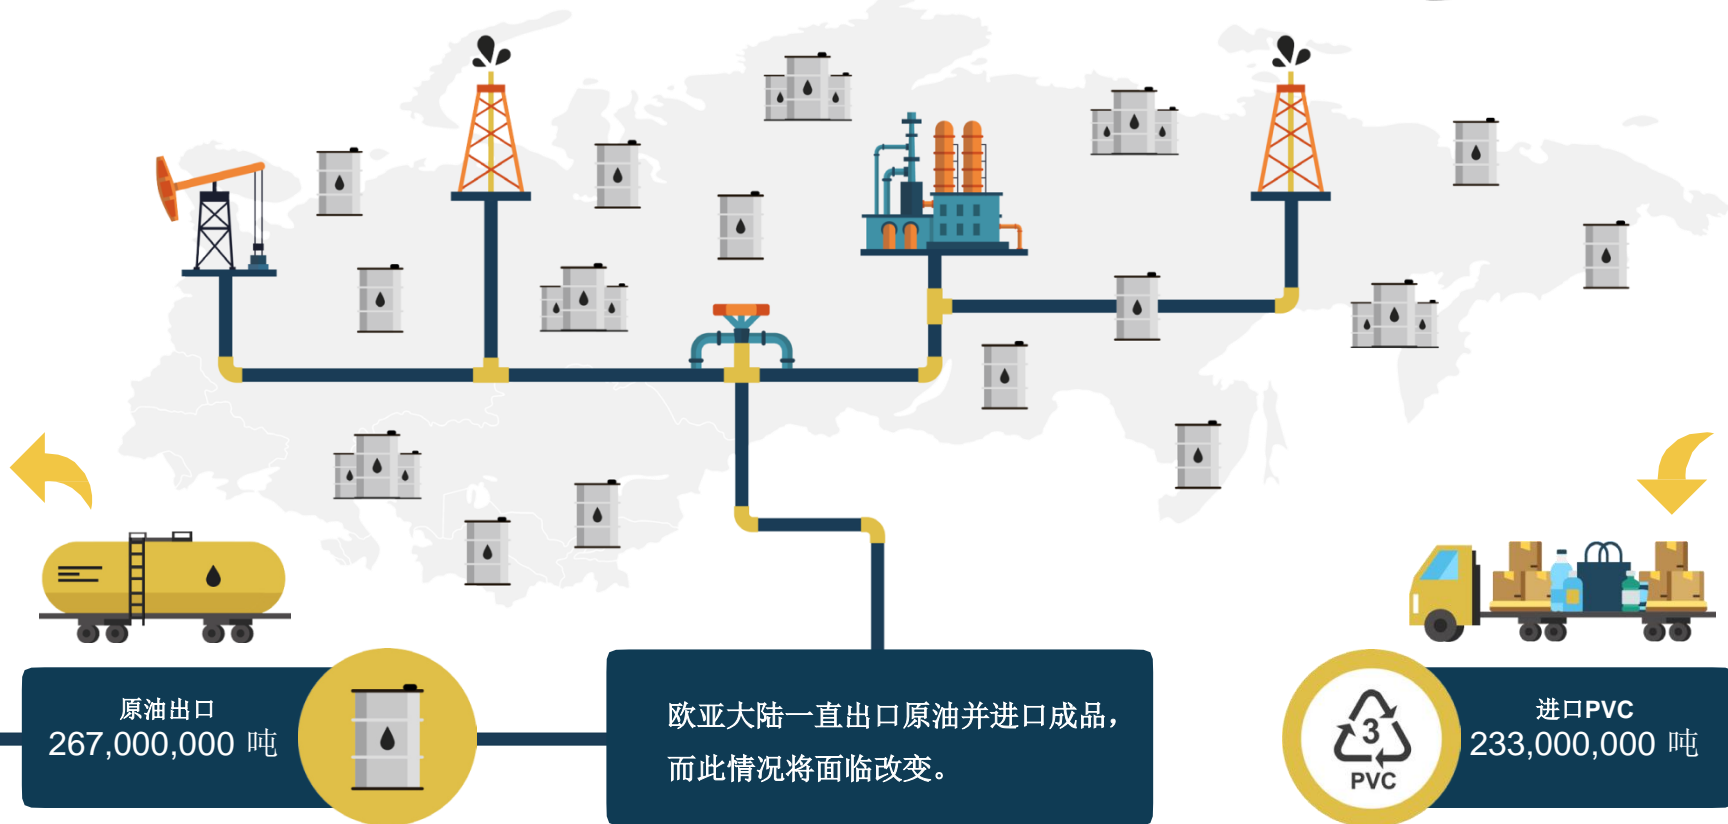 原油出口
267,000,000 吨
欧亚大陆一直出口原油并进口成品，
而此情况将面临改变。
3
PVC
进口PVC
233,000,000 吨